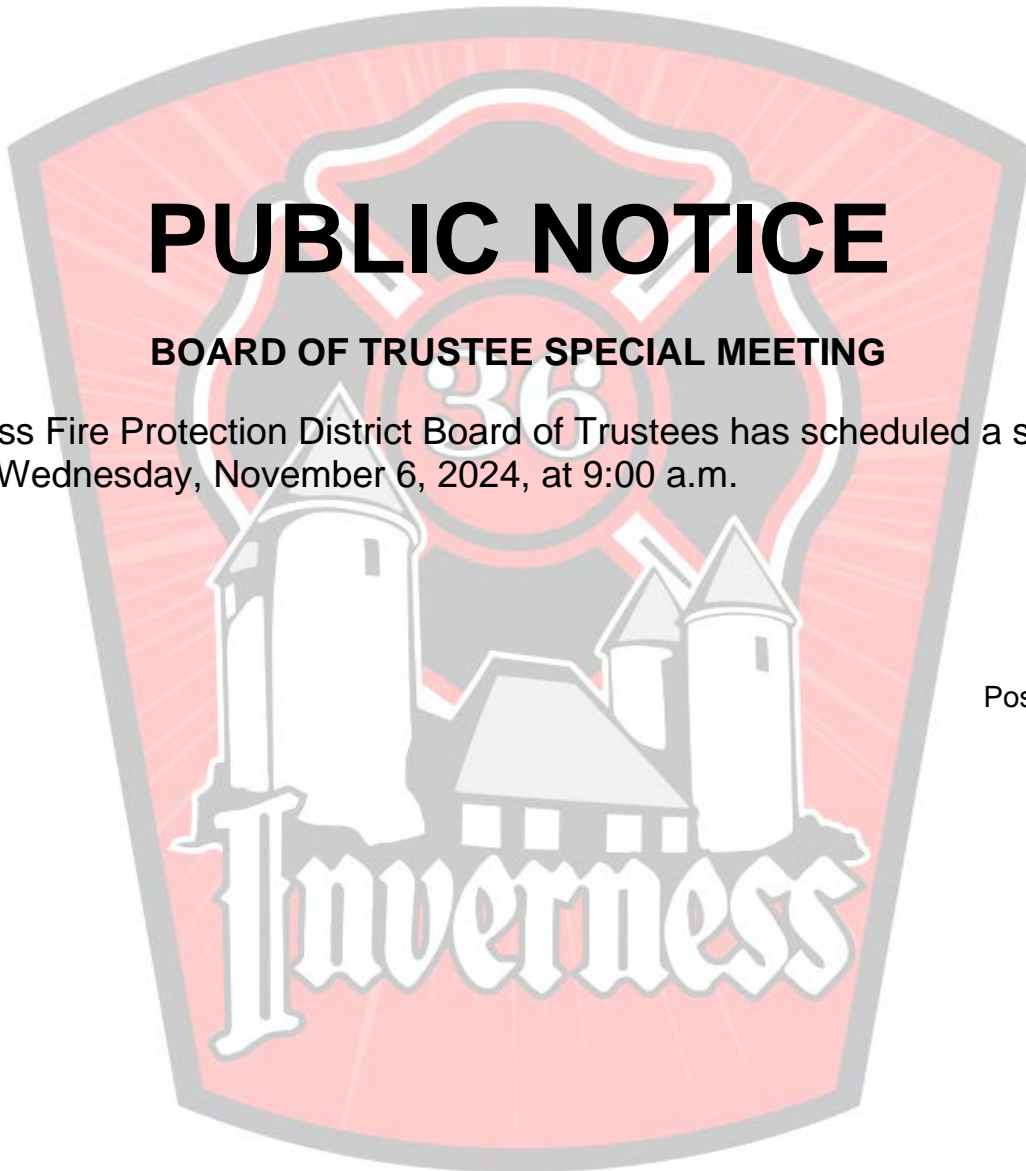 PUBLIC NOTICE
BOARD OF TRUSTEE SPECIAL MEETING
36
ss Fire Protection District Board of Trustees has scheduled a s
Wednesday, November 6, 2024, at 9:00 a.m.
Pos
Inverness